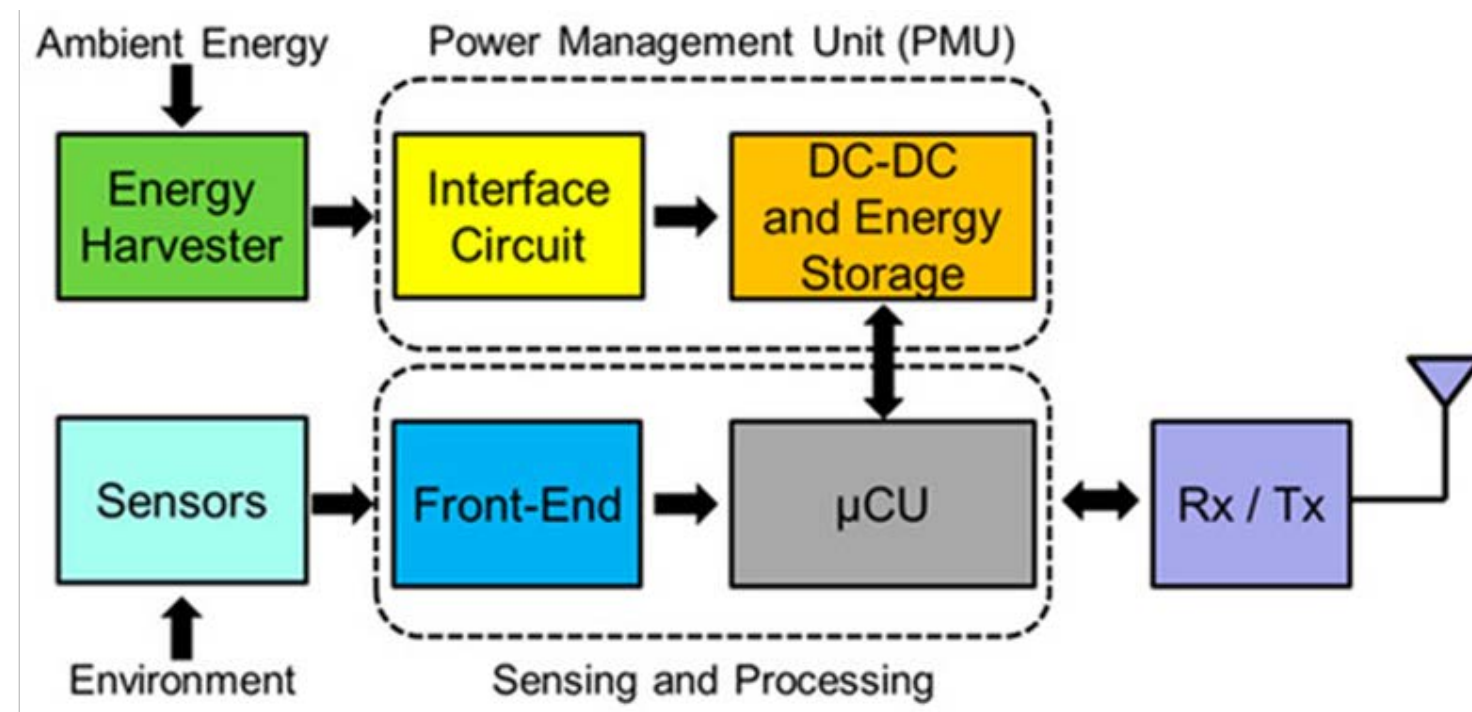 Ambient Energy
Power Management Unit (PMU)
Energy
Harvester
Interface
Circuit
DC-DC
and Energy
Storage
Sensors
Front-End
µCU
Rx / Tx
Environment
Sensing and Processing